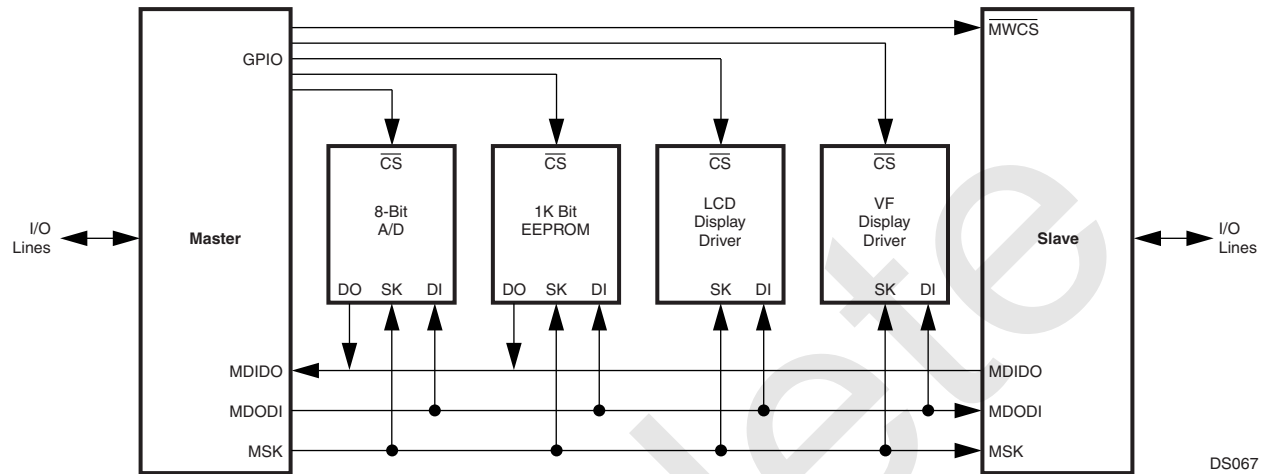 MWCS
GPIO
CS
CS
CS
CS
8-Bit
A/D
1K Bit
EEPROM
LCD
Display
Driver
VF
Display
Driver
I/O
Lines
Master
Slave
I/O
Lines
DO SK DI
DO SK DI
SK DI
SK DI
MDIDO
MDIDO
MDODI
MDODI
MSK
MSK
DS067